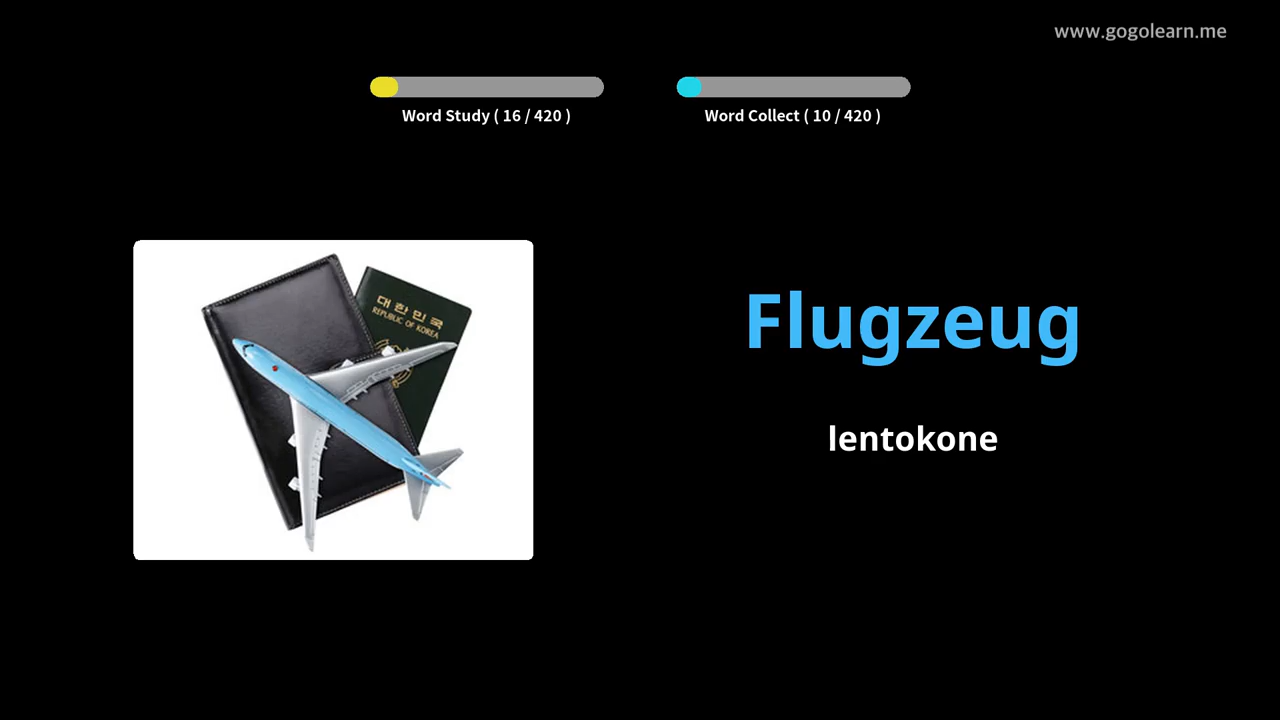 www.gogolearn.me
Word Study ( 16 / 420 )
Word Collect ( 10 / 420 )
대한민국
REPUBLIC OF KOREA
Flugzeug
lentokone